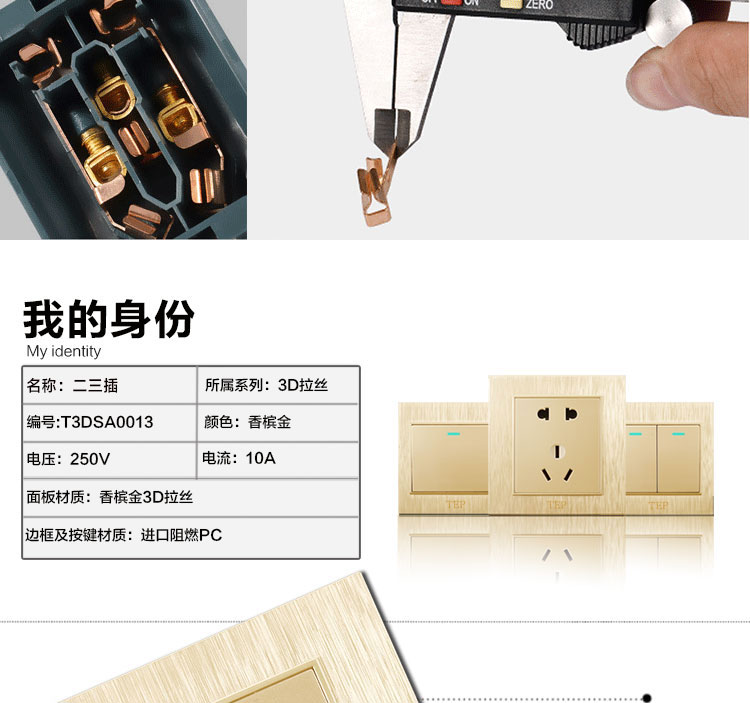 ON
ZERO
我的身份
My identity
名称：二三插
所属系列：3D拉丝
编号:T3DSA0013
颜色：香槟金
电压：250V
电流：10A
面板材质：香槟金3D拉丝
边框及按键材质：进口阻燃PC
TEP
TEP
TEP